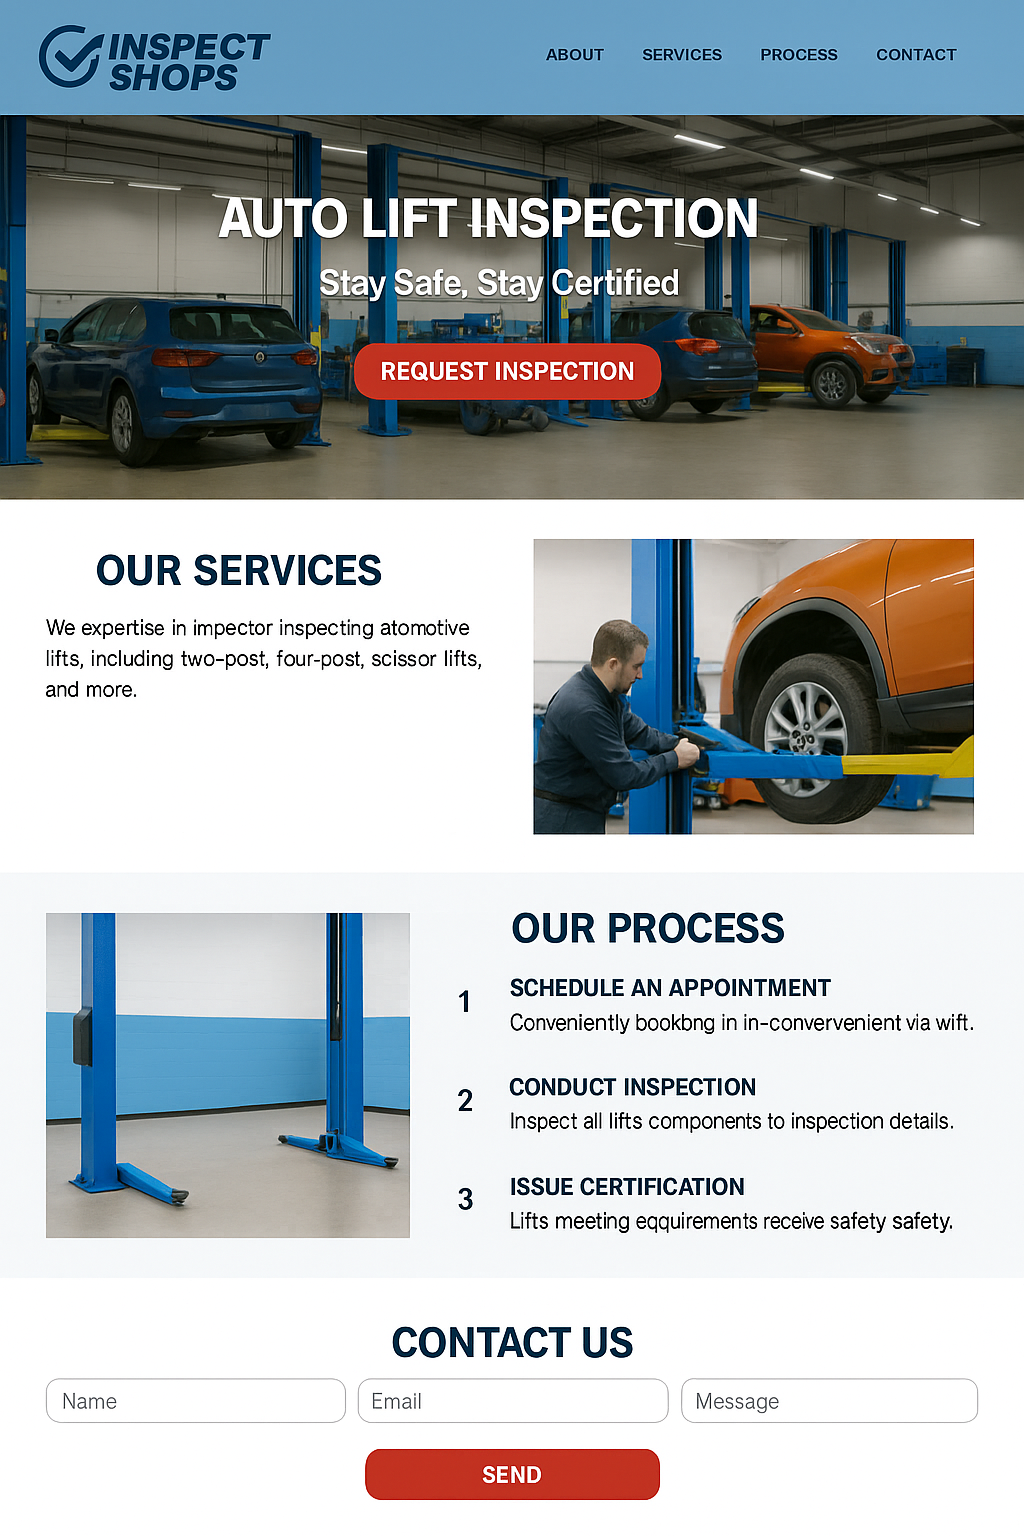 INSPECT
SHOPS
ABOUT SERVICES PROCESS CONTACT
AUTO LIFT INSPECTION
Stay Safe, Stay Certified
REQUEST INSPECTION
OUR SERVICES
We expertise in impector inspecting atomotive
lifts, including two-post, four-post, scissor lifts,
and more.
OUR PROCESS
1
SCHEDULE AN APPOINTMENT
Conveniently bookbng in in-convervenient via wift.
2
CONDUCT INSPECTION
Inspect all lifts components to inspection details.
3
ISSUE CERTIFICATION
Lifts meeting eqquirements receive safety safety.
CONTACT US
Name Email Message
SEND